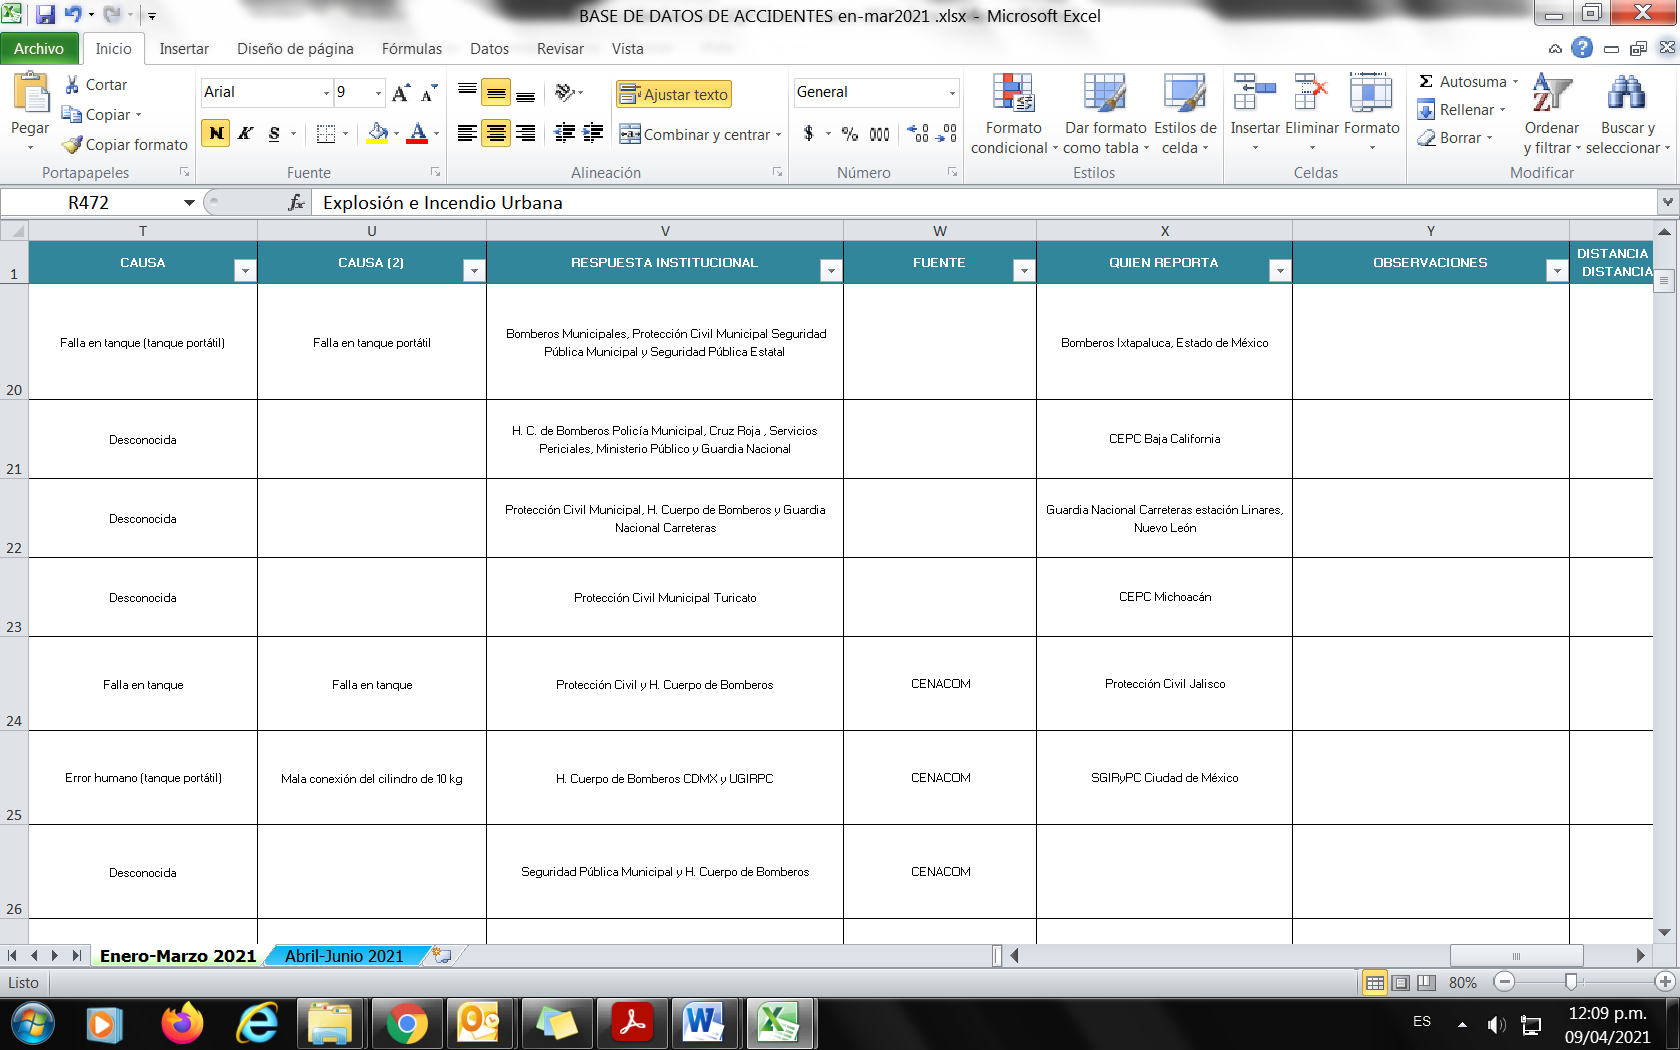 BASE DE DATOS DE ACCIDENTES en-mar2021 .xlsx - Microsoft Excel
Archivo Inicio Insertar Diseño de página Fórmulas Datos Revisar Vista
Pegar
Cortar
Copiar
Copiar formato
Portapapeles
Arial 9
N K S
Fuente
Ajustar texto
Combinar y centrar
Alineación
General
$ % 000
Número
Formato condicional
Dar formato como tabla
Estilos de celda
Estilos
Insertar Eliminar Formato
Celdas
Σ Autosuma
Rellenar
Borrar
Ordenar y filtrar
Buscar y seleccionar
Modificar
R472 fx Explosión e Incendio Urbana
T U V W X Y
1 CAUSA CAUSA (2) RESPUESTA INSTITUCIONAL FUENTE QUIEN REPORTA OBSERVACIONES DISTANCIA
DISTANCIA
Falla en tanque (tanque portátil) Falla en tanque portátil Bomberos Municipales, Protección Civil Municipal Seguridad
Pública Municipal y Seguridad Pública Estatal Bomberos Ixtapaluca, Estado de México
20
Desconocida H. C. de Bomberos Policía Municipal, Cruz Roja , Servicios
Periciales, Ministerio Público y Guardia Nacional CEPC Baja California
21
Desconocida Protección Civil Municipal, H. Cuerpo de Bomberos y Guardia
Nacional Carreteras Guardia Nacional Carreteras estación Linares,
Nuevo León
22
Desconocida Protección Civil Municipal Turicato CEPC Michoacán
23
Falla en tanque Falla en tanque Protección Civil y H. Cuerpo de Bomberos CENACOM Protección Civil Jalisco
24
Error humano (tanque portátil) Mala conexión del cilindro de 10 kg H. Cuerpo de Bomberos CDMX y UGIRPC CENACOM SGIRyPC Ciudad de México
25
Desconocida Seguridad Pública Municipal y H. Cuerpo de Bomberos CENACOM
26
Enero-Marzo 2021 Abril-Junio 2021
Listo 80%
ES 12:09 p.m.
09/04/2021